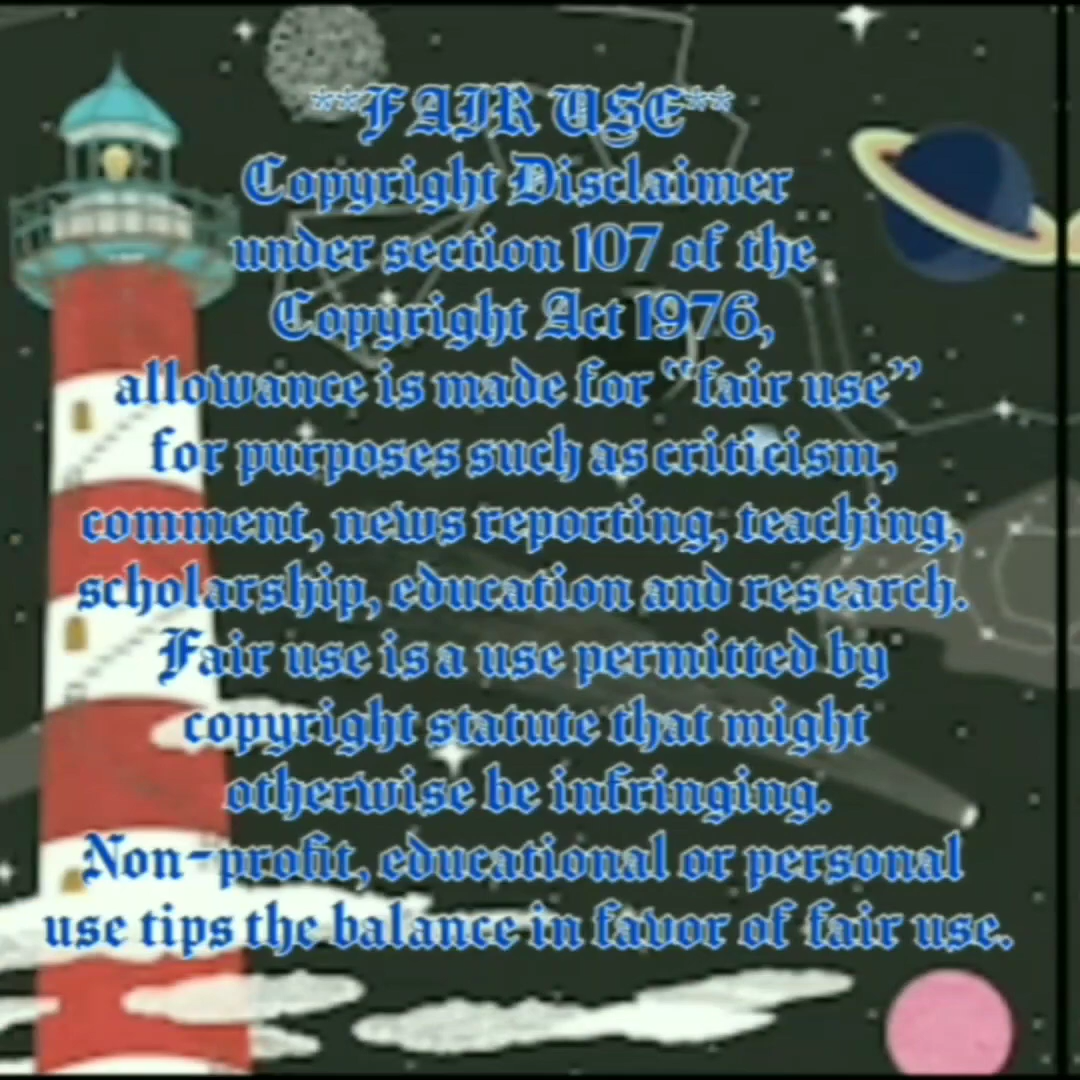 **FAIR USE**
Copyright Disclaimer
under section 107 of the
Copyright Act 1976,
allowance is made for “fair use”
for purposes such as criticism,
comment, news reporting, teaching,
scholarship, education and research.
Fair use is a use permitted by
copyright statute that might
otherwise be infringing.
Non-profit, educational or personal
use tips the balance in favor of fair use.